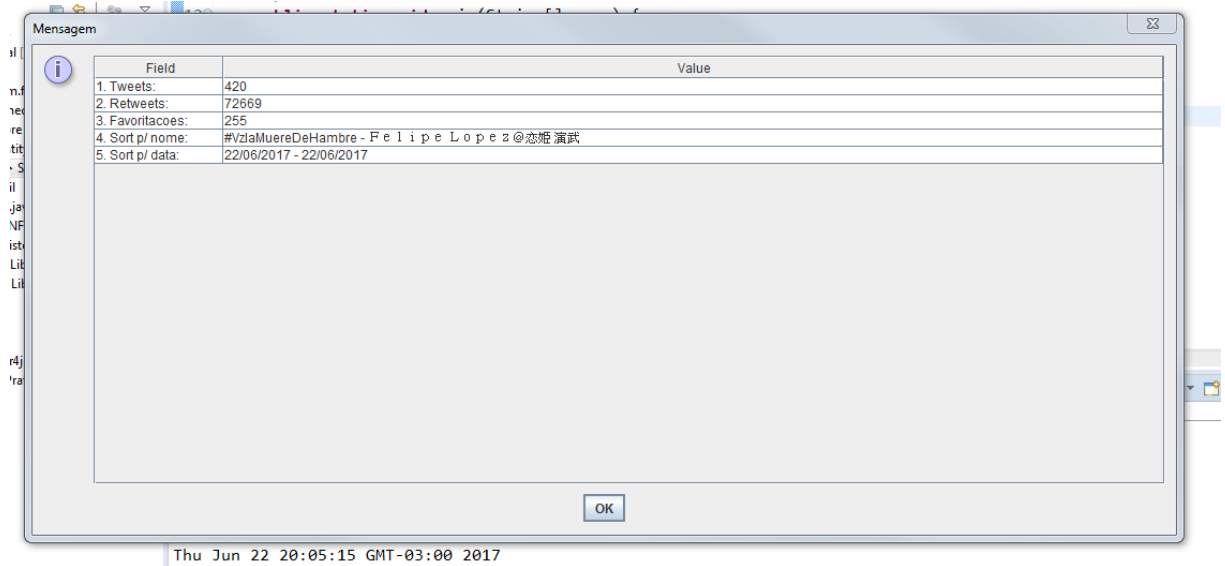 Mensagem
Field Value
1. Tweets: 420
2. Retweets: 72669
3. Favoritacoes: 255
4. Sort p/ nome: #VzlaMuereDeHambre - Ｆｅｌｉｐｅ Ｌｏｐｅｚ@恋姫 演武
5. Sort p/ data: 22/06/2017 - 22/06/2017
OK
Thu Jun 22 20:05:15 GMT-03:00 2017